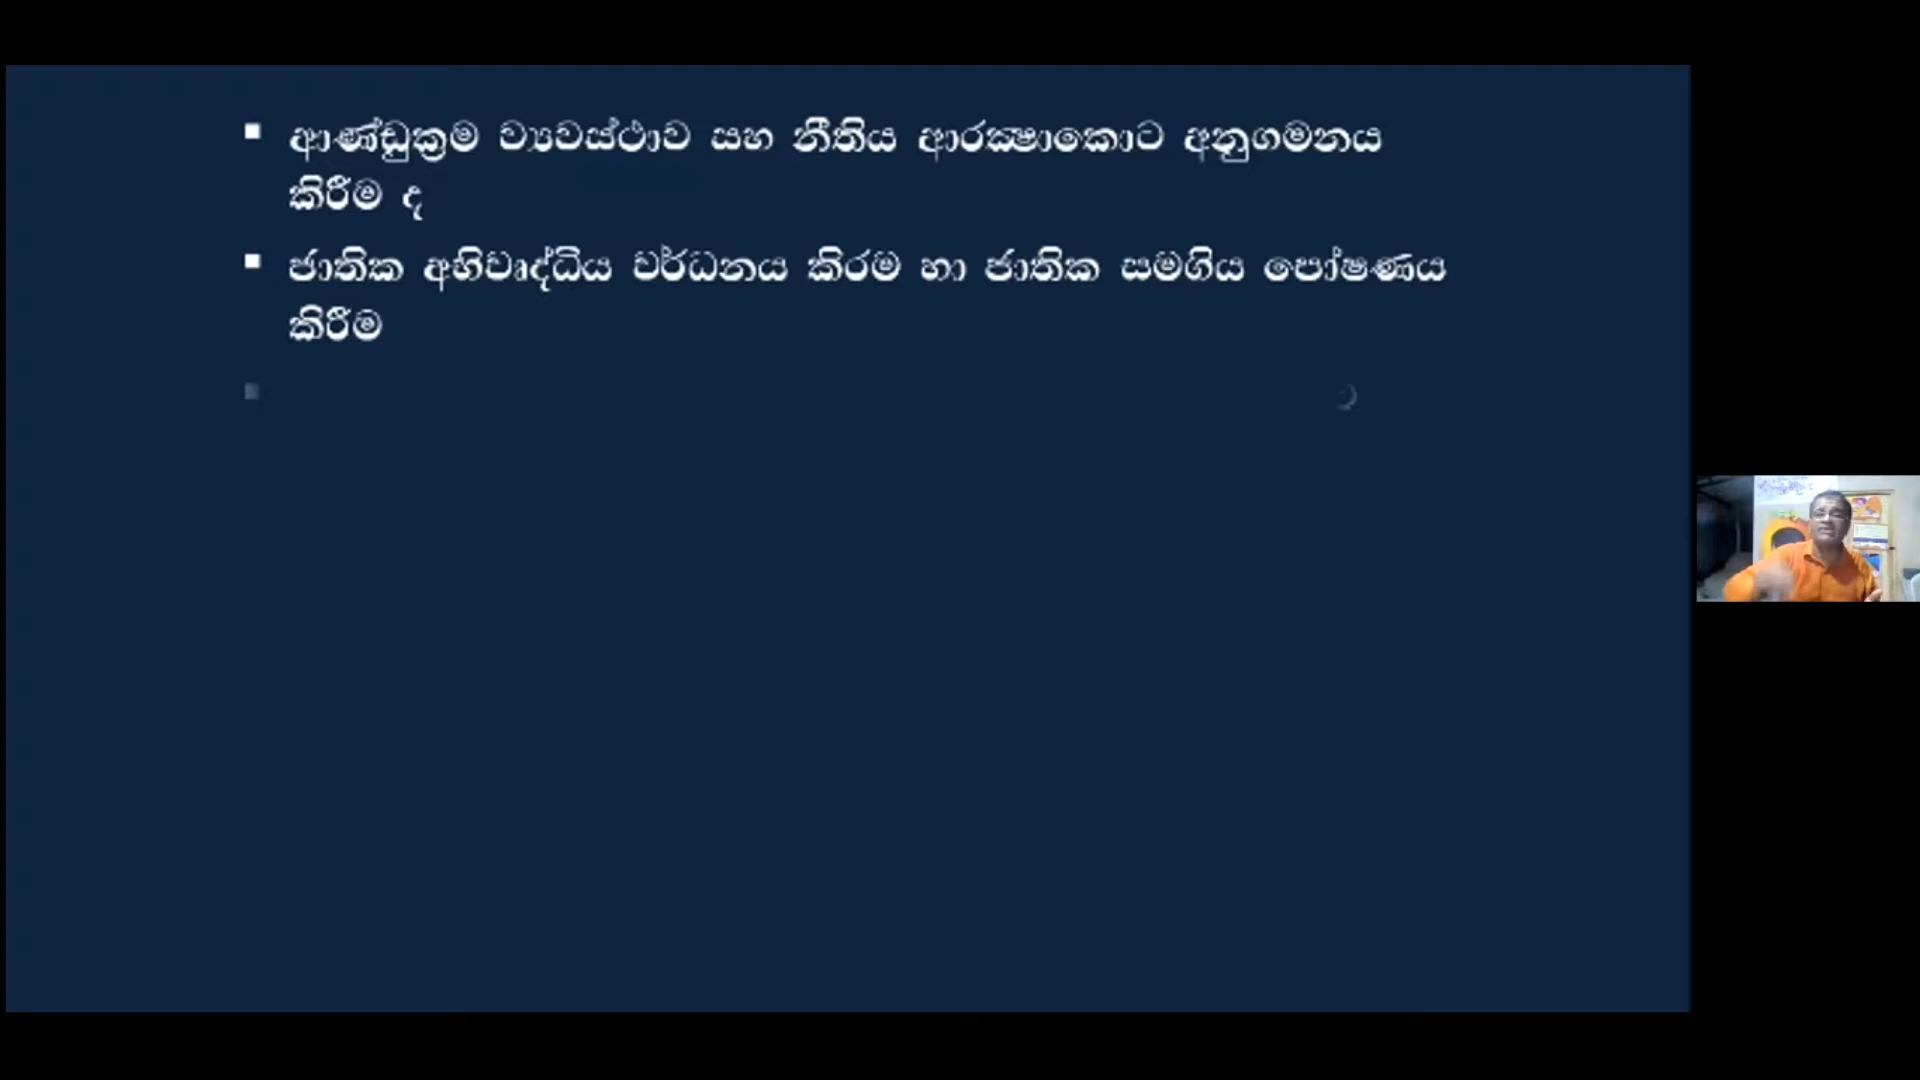 ▪ ආණ්ඩුක්‍රම ව්‍යවස්ථාව සහ නීතිය ආරක්‍ෂාකොට අනුගමනය
කිරීම ද
▪ ජාතික අභිවෘද්ධිය වර්ධනය කිරම හා ජාතික සමගිය පෝෂණය
කිරීම